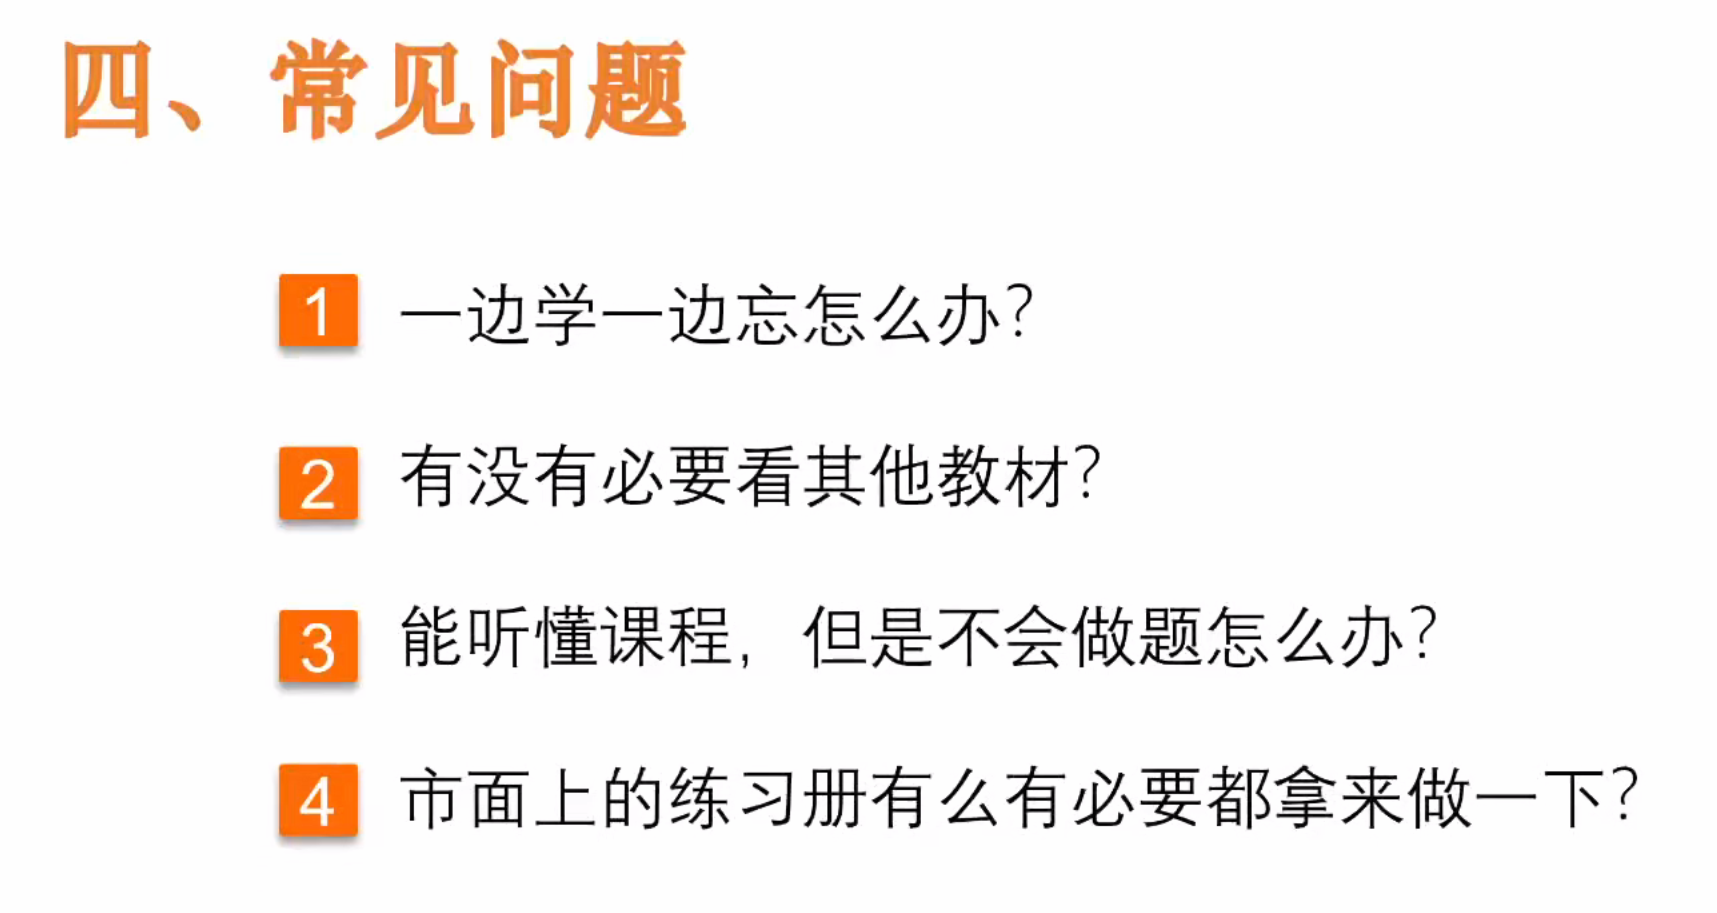 四、常见问题
1 一边学一边忘怎么办？
2 有没有必要看其他教材？
3 能听懂课程，但是不会做题怎么办？
4 市面上的练习册有么有必要都拿来做一下？